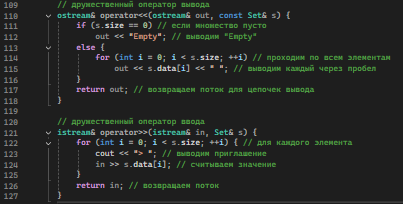 109 // дружественный оператор вывода
110 ostream& operator<<(ostream& out, const Set& s) {
111 if (s.size == 0) // если множество пусто
112 out << "Empty"; // выводим "Empty"
113 else {
114 for (int i = 0; i < s.size; ++i) // проходим по всем элементам
115 out << s.data[i] << " "; // выводим каждый через пробел
116 }
117 return out; // возвращаем поток для цепочек вывода
118 }
119
120 // дружественный оператор ввода
121 istream& operator>>(istream& in, Set& s) {
122 for (int i = 0; i < s.size; ++i) { // для каждого элемента
123 cout << "> "; // выводим приглашение
124 in >> s.data[i]; // считываем значение
125 }
126 return in; // возвращаем поток
127 }